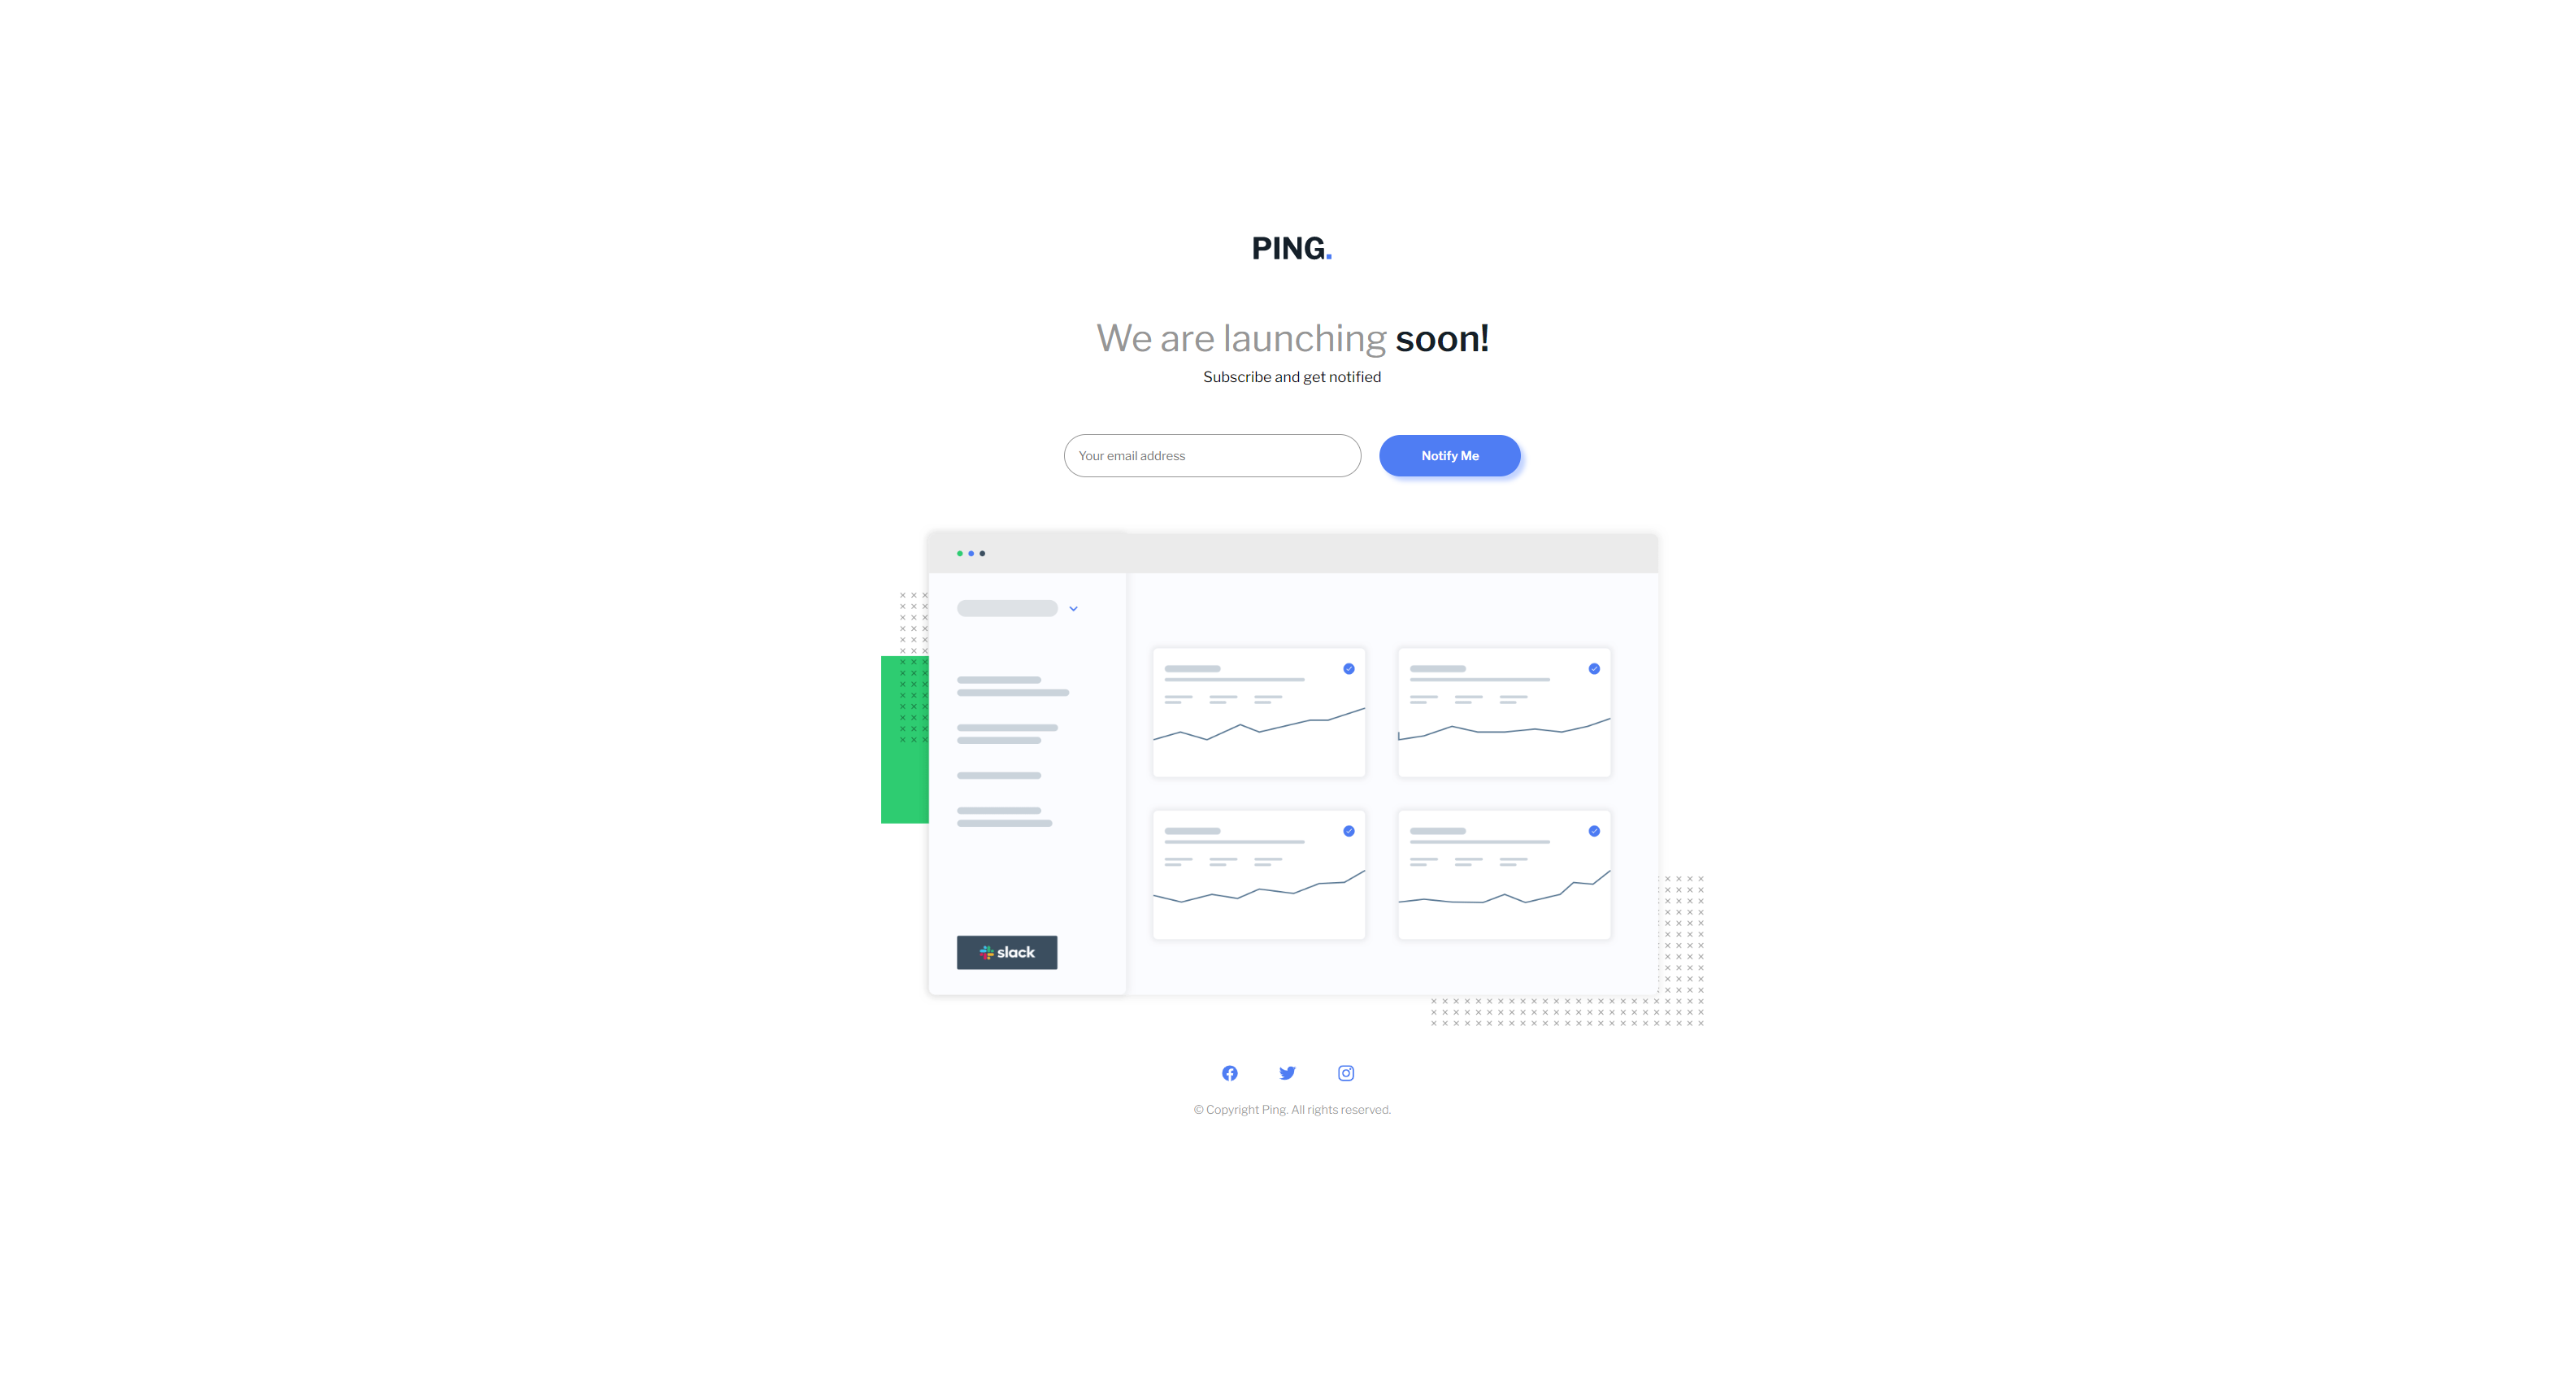 PING.
We are launching soon!
Subscribe and get notified
Your email address
Notify Me
slack
© Copyright Ping. All rights reserved.